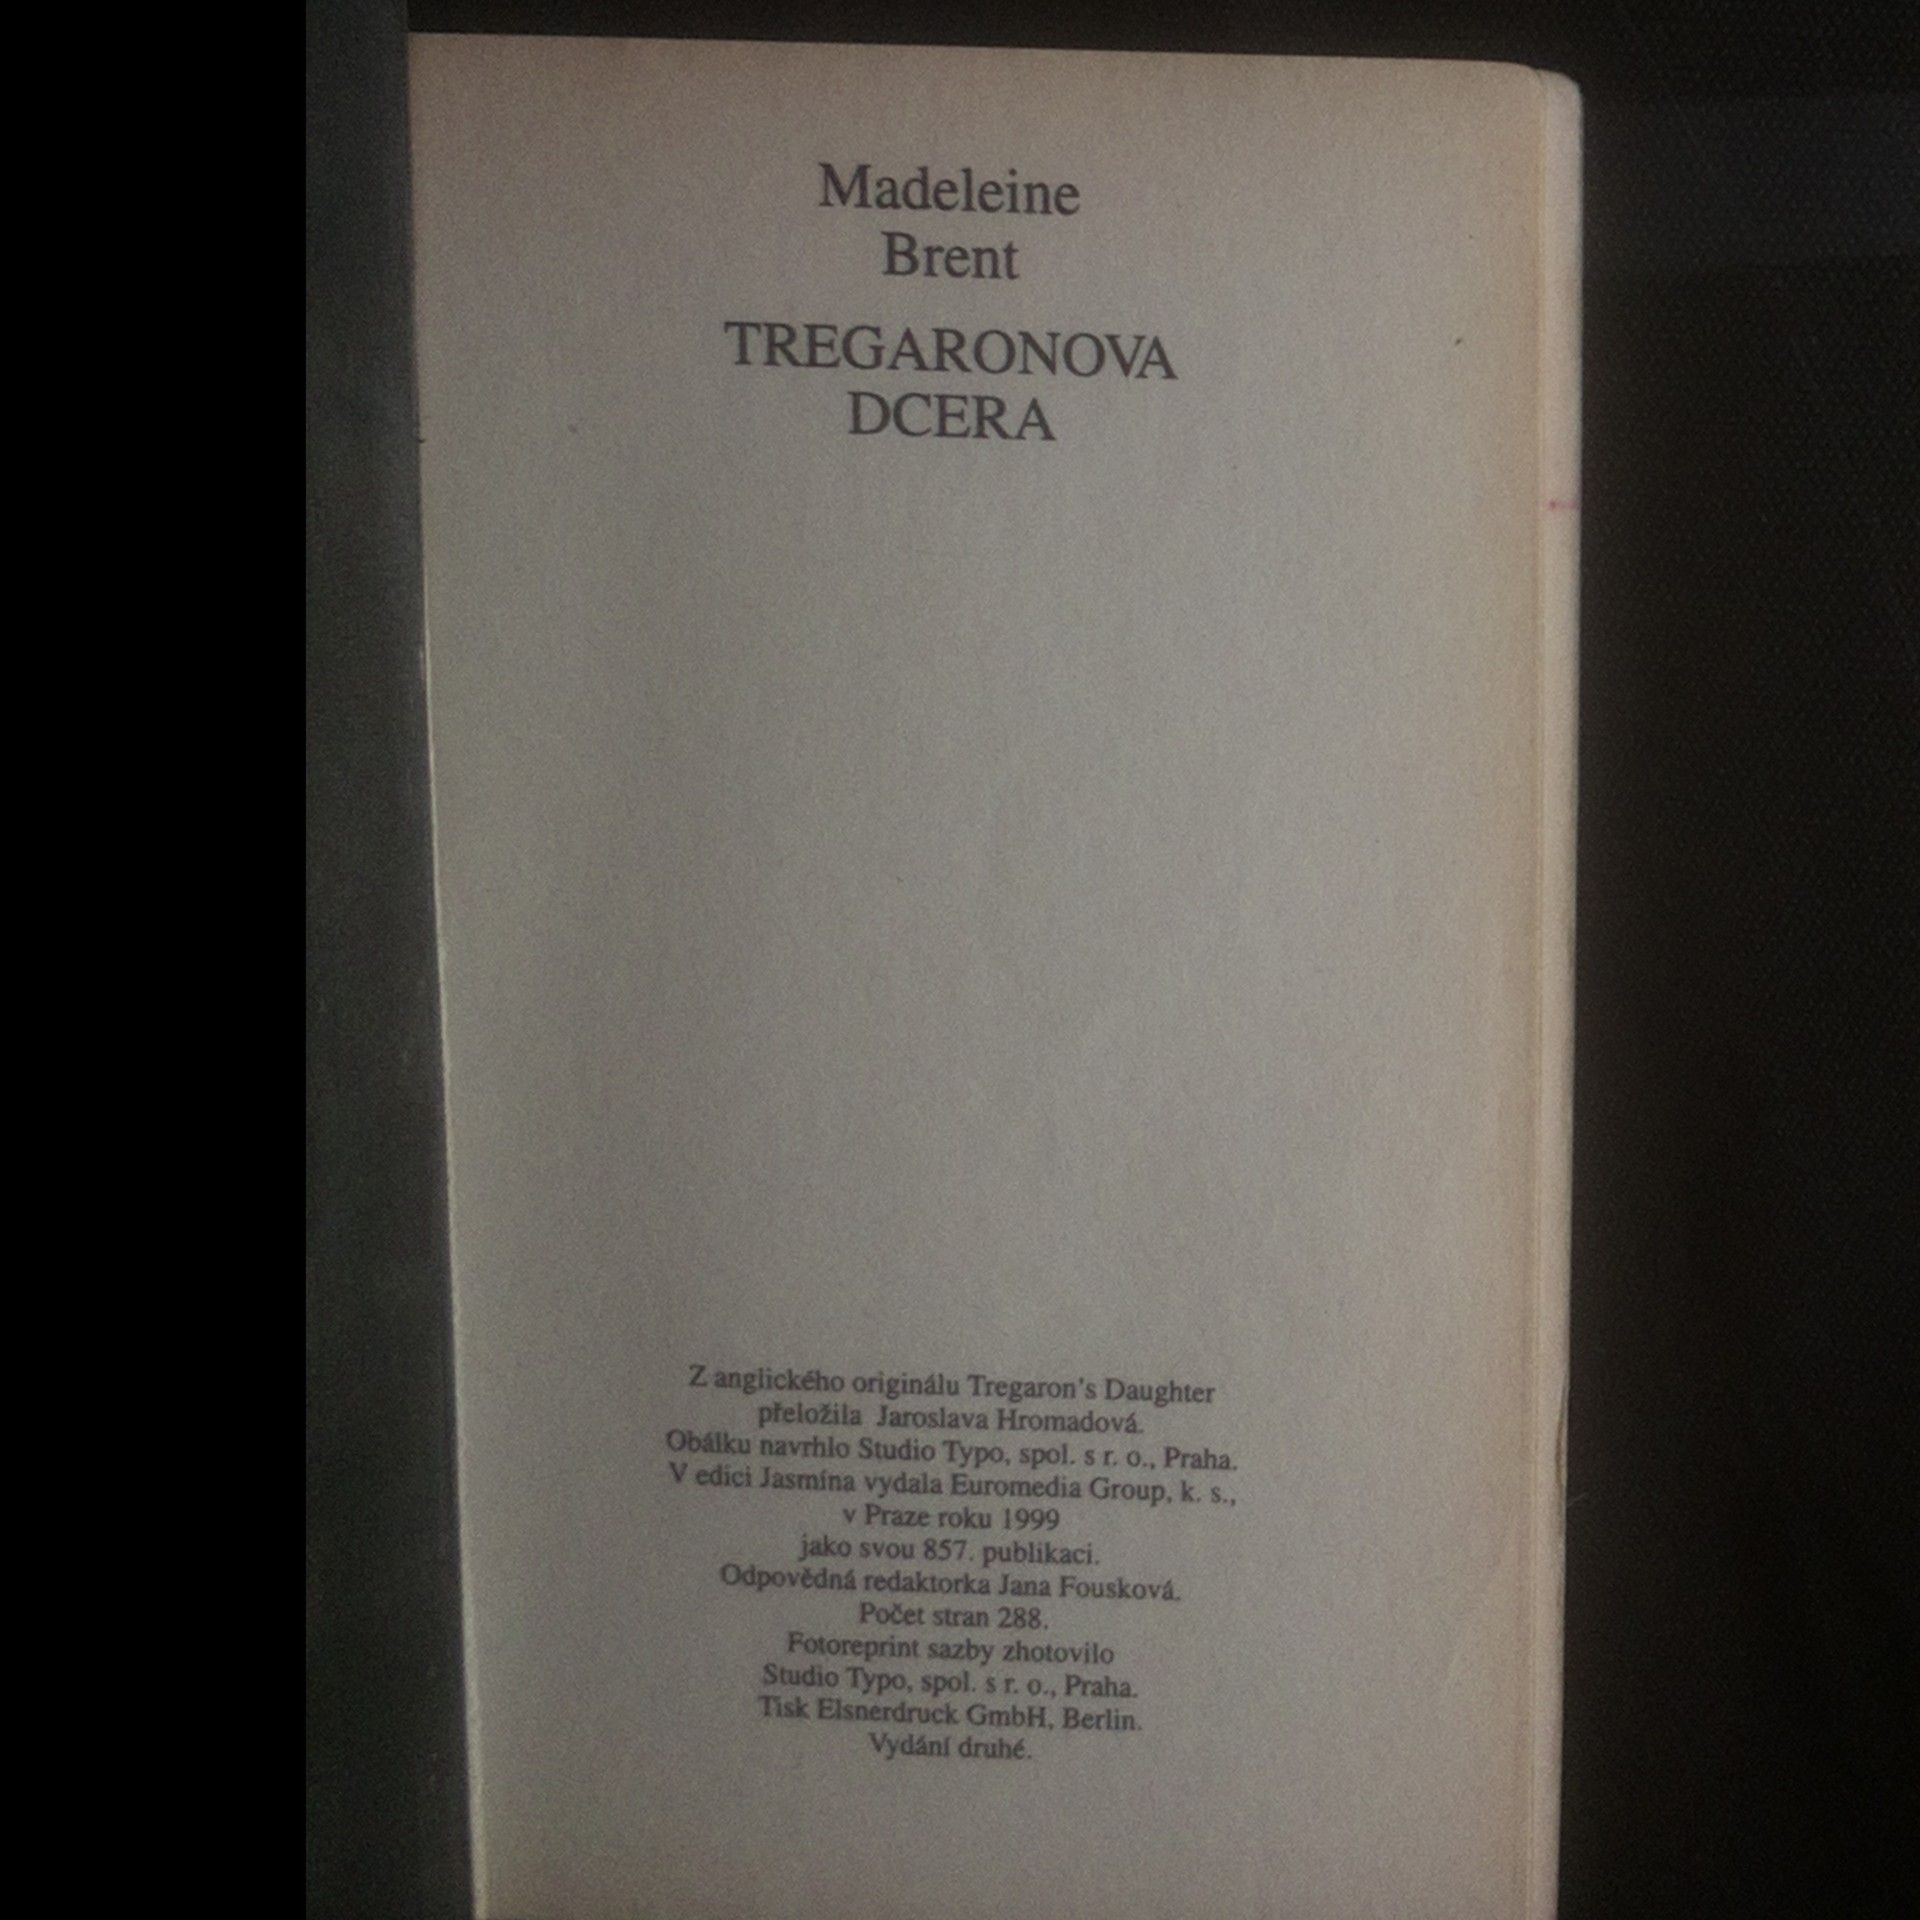 Madeleine
Brent
TREGARONOVA
DCERA
Z anglického originálu Tregaron's Daughter
přeložila Jaroslava Hromadová.
Obálku navrhlo Studio Typo, spol. s r. o., Praha.
V edici Jasmína vydala Euromedia Group, k. s.,
v Praze roku 1999
jako svou 857. publikaci.
Odpovědná redaktorka Jana Fousková.
Počet stran 288.
Fotoreprint sazby zhotovilo
Studio Typo, spol. s r. o., Praha.
Tisk Elsnerdruck GmbH, Berlin.
Vydání druhé.